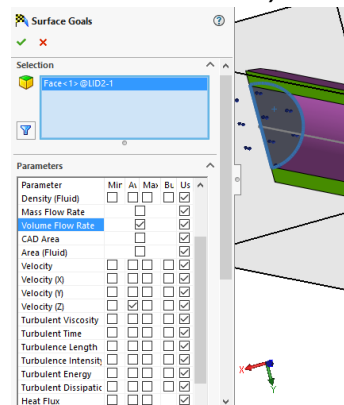 Surface Goals
Selection
Face<1>@LID2-1
Parameters
Parameter Mir Av Max Bu Us
Density (Fluid)
Mass Flow Rate
Volume Flow Rate
CAD Area
Area (Fluid)
Velocity
Velocity (X)
Velocity (Y)
Velocity (Z)
Turbulent Viscosity
Turbulent Time
Turbulence Length
Turbulence Intensity
Turbulent Energy
Turbulent Dissipatic
Heat Flux
X
Y